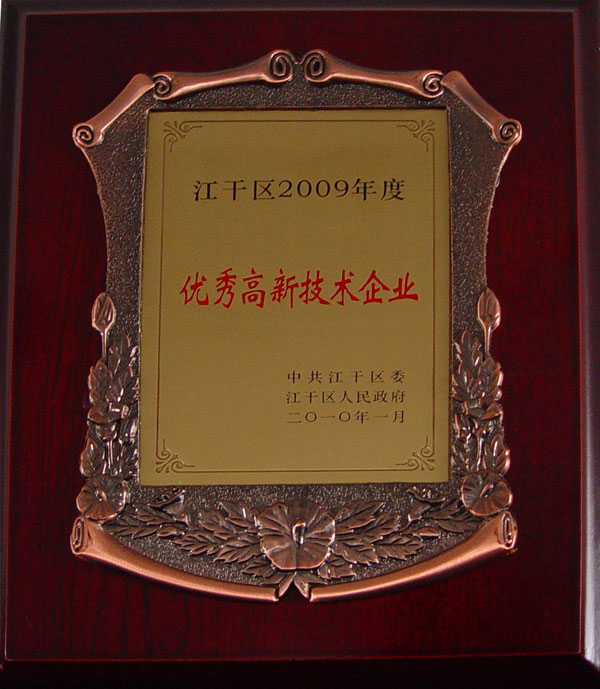 江干区2009年度
优秀高新技术企业
中共江干区委
江干区人民政府
二〇一〇年一月